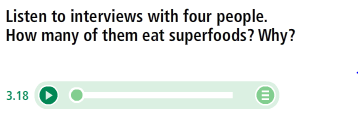 Listen to interviews with four people.
How many of them eat superfoods? Why?
3.18